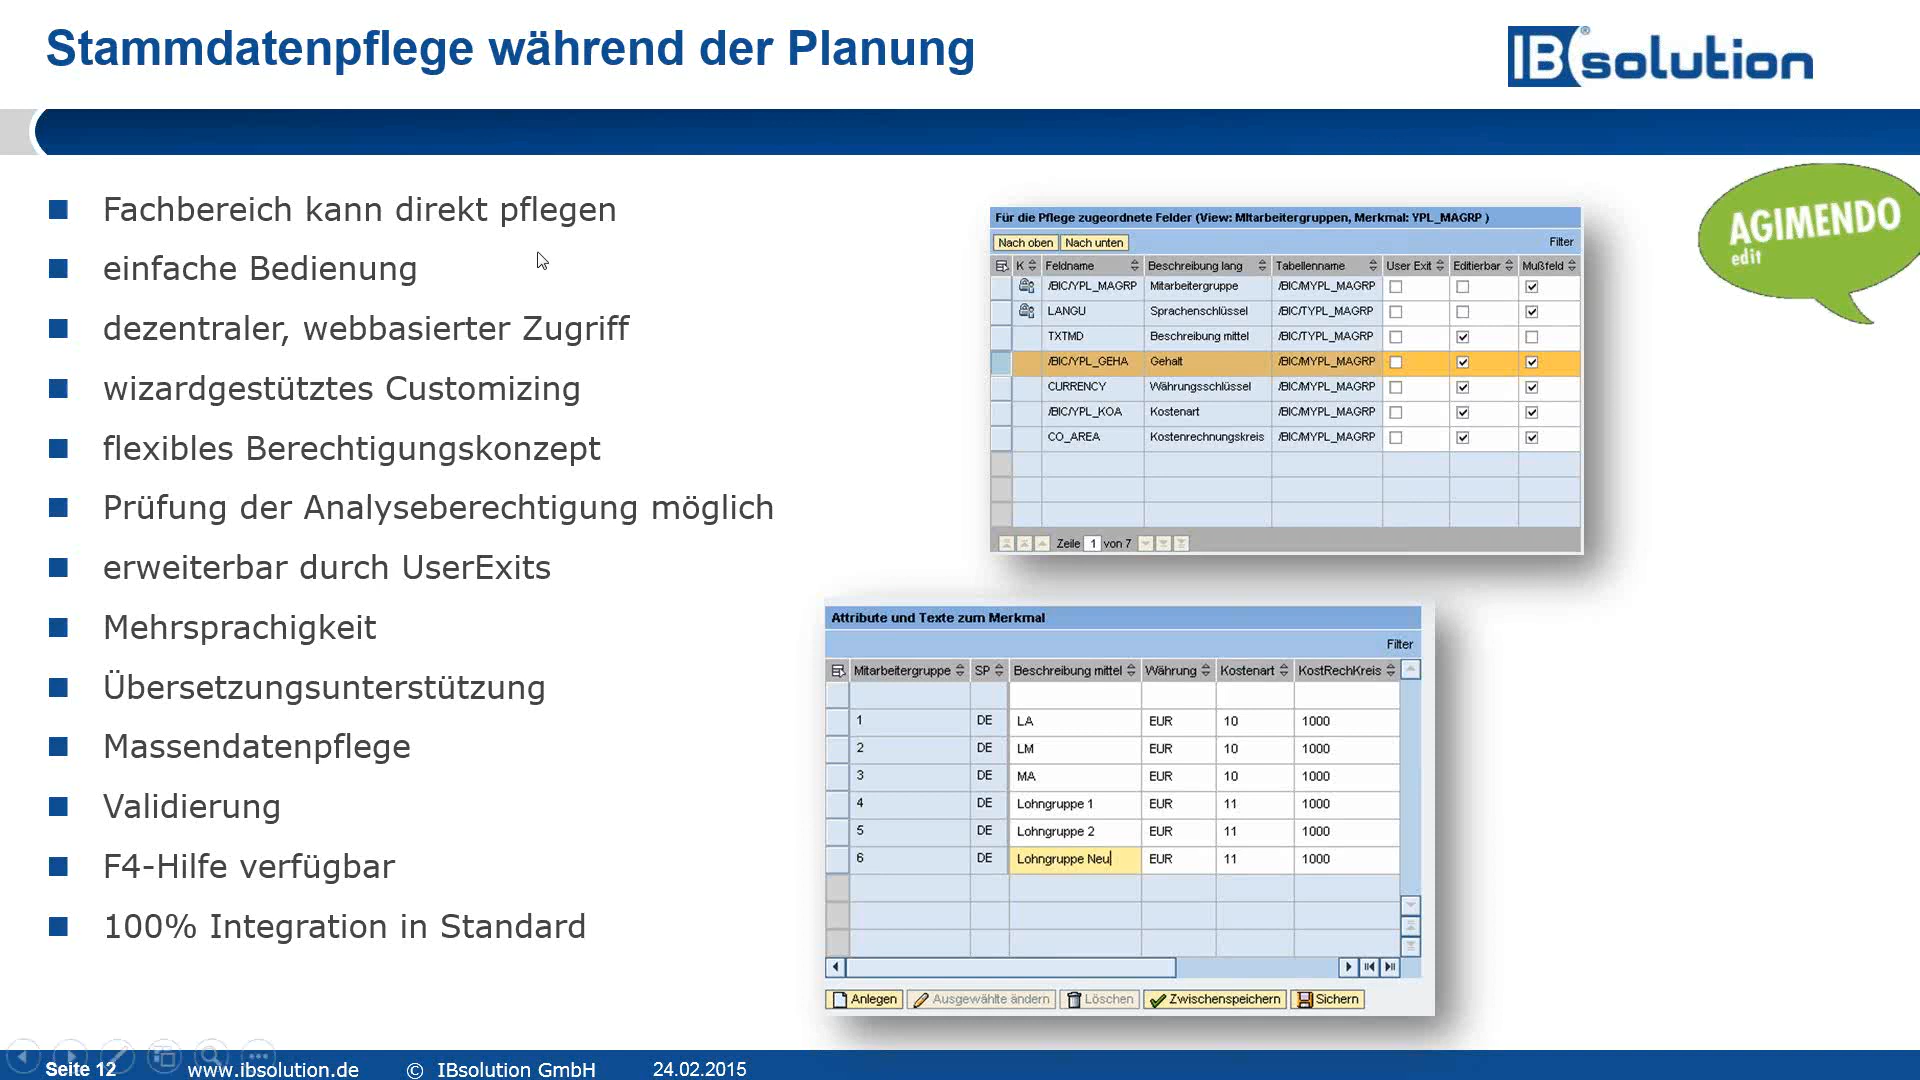 Stammdatenpflege während der Planung
IBsolution®
Fachbereich kann direkt pflegen
einfache Bedienung
dezentraler, webbasierter Zugriff
wizardgestütztes Customizing
flexibles Berechtigungskonzept
Prüfung der Analyseberechtigung möglich
erweiterbar durch UserExits
Mehrsprachigkeit
Übersetzungsunterstützung
Massendatenpflege
Validierung
F4-Hilfe verfügbar
100% Integration in Standard
Für die Pflege zugeordnete Felder (View: MItarbeitergruppen, Merkmal: YPL_MAGRP )
Nach oben Nach unten Filter
K Feldname Beschreibung lang Tabellenname User Exit Editierbar Mußfeld
/BIC/YPL_MAGRP Mitarbeitergruppe /BIC/MYPL_MAGRP
LANGU Sprachenschlüssel /BIC/TYPL_MAGRP
TXTMD Beschreibung mittel /BIC/TYPL_MAGRP
/BIC/YPL_GEHA Gehalt /BIC/MYPL_MAGRP
CURRENCY Währungsschlüssel /BIC/MYPL_MAGRP
/BIC/YPL_KOA Kostenart /BIC/MYPL_MAGRP
CO_AREA Kostenrechnungskreis /BIC/MYPL_MAGRP
Zeile 1 von 7
AGIMENDO
edit
Attribute und Texte zum Merkmal
Filter
Mitarbeitergruppe SP Beschreibung mittel Währung Kostenart KostRechKreis
1 DE LA EUR 10 1000
2 DE LM EUR 10 1000
3 DE MA EUR 10 1000
4 DE Lohngruppe 1 EUR 11 1000
5 DE Lohngruppe 2 EUR 11 1000
6 DE Lohngruppe Neu EUR 11 1000
Anlegen Ausgewählte ändern Löschen Zwischenspeichern Sichern
Seite 12 www.ibsolution.de © IBsolution GmbH 24.02.2015